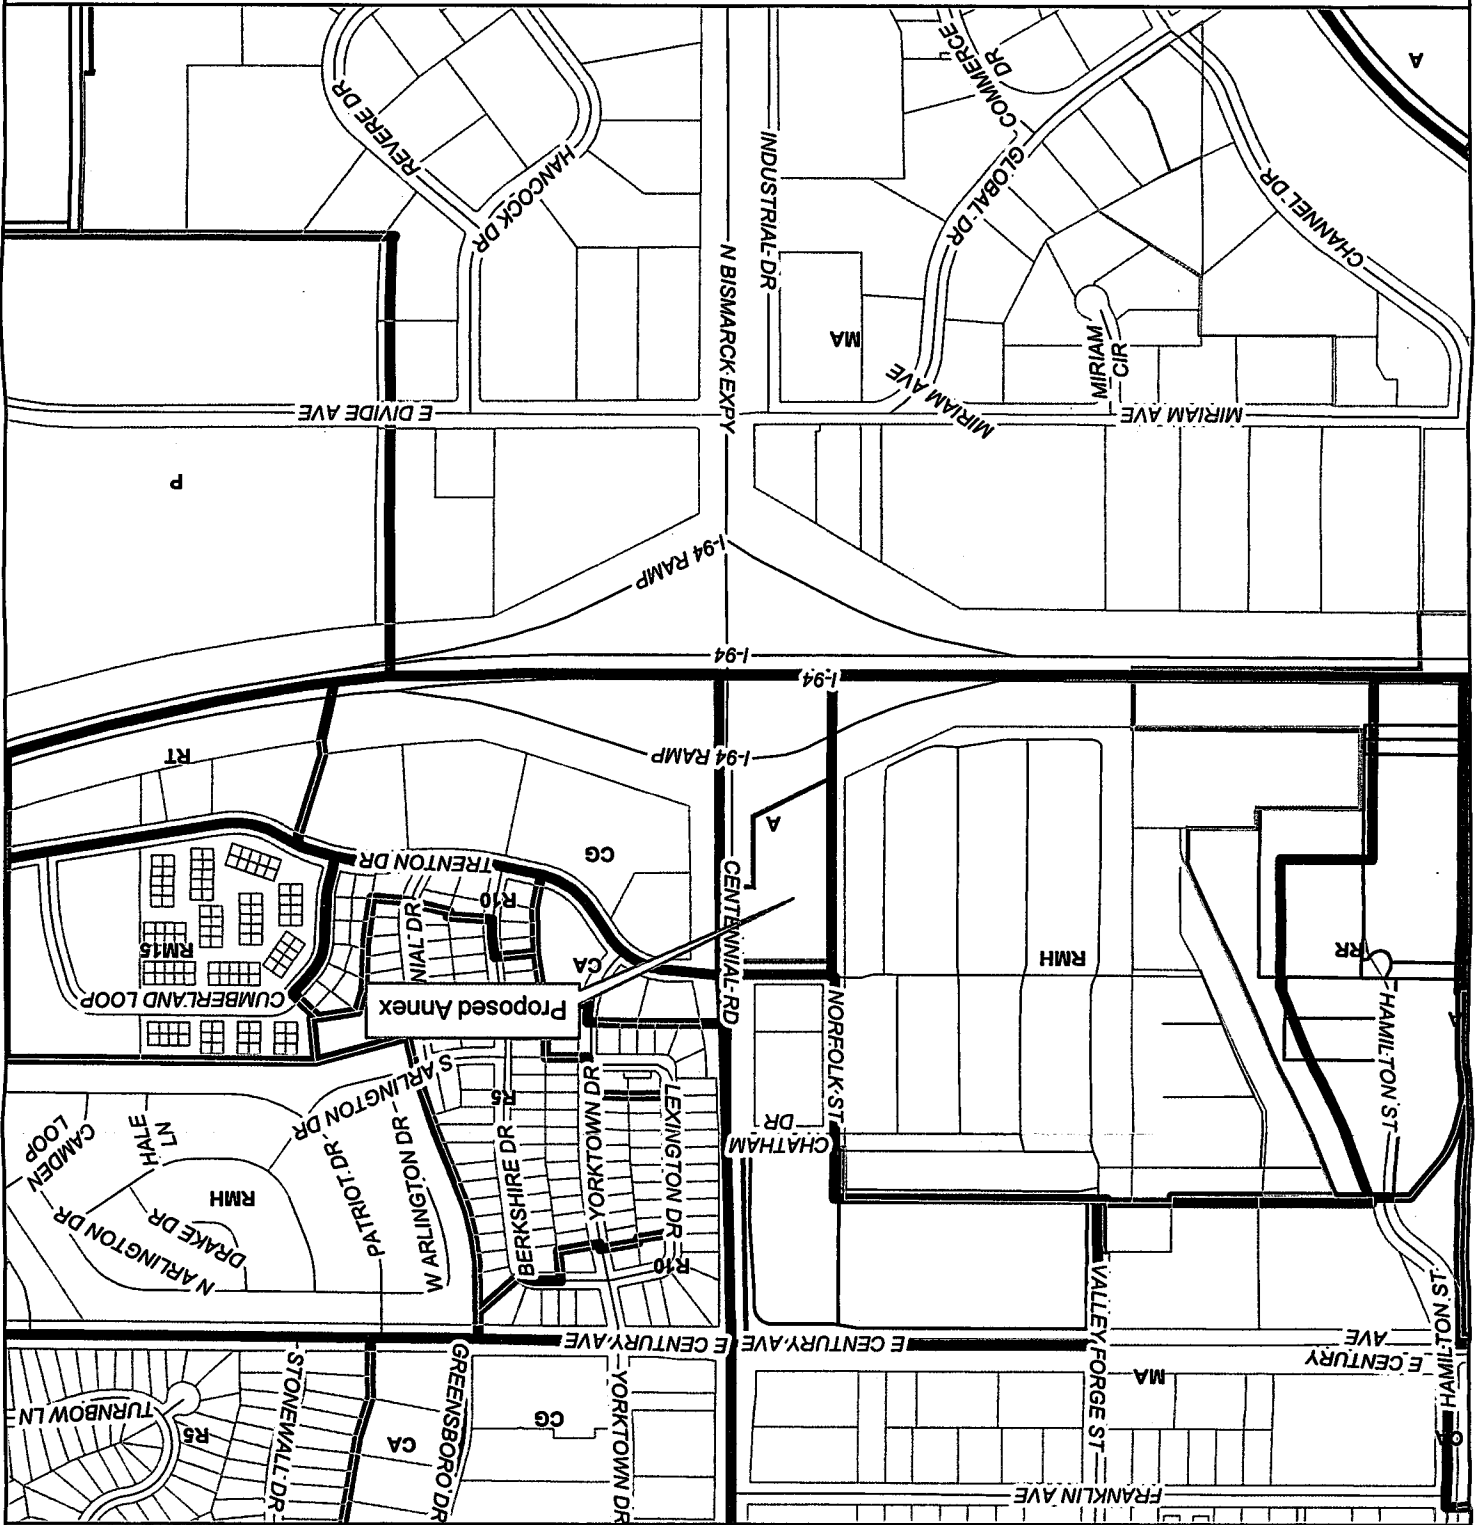 FRANKLIN AVE
CA
HAMILTON ST
MA
VALLEY FORGE ST
YORKTOWN DR
CG
GREENSBORO DR
CA
STONEWALL DR
R5
TURNBOW LN
E CENTURY
AVE
E CENTURY AVE
E CENTURY AVE
E CENTURY AVE
R10
LEXINGTON DR
YORKTOWN DR
BERKSHIRE DR
W ARLINGTON DR
PATRIOT DR
N ARLINGTON DR
DRAKE DR
RMH
CHATHAM
DR
R5
S ARLINGTON DR
HALE
LN
CAMDEN
LOOP
HAMILTON ST
A
NORFOLK ST
Proposed Annex
CUMBERLAND LOOP
RR
RMH
CENTENNIAL RD
CA
NIAL DR
RM15
R10
TRENTON DR
CG
A
I-94 RAMP
RT
I-94
I-94
I-94 RAMP
P
MIRIAM AVE
MIRIAM AVE
MIRIAM AVE
E DIVIDE AVE
MIRIAM
CIR
MA
N BISMARCK EXPY
INDUSTRIAL DR
CHANNEL DR
GLOBAL DR
HANCOCK DR
REVERE DR
COMMERCE
DR
A